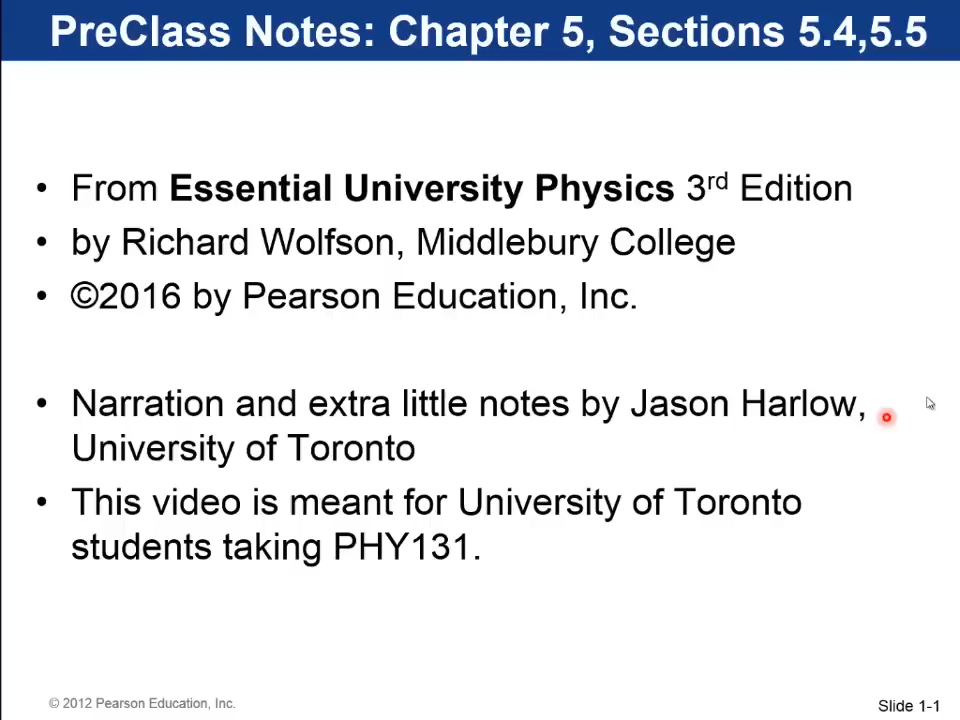 PreClass Notes: Chapter 5, Sections 5.4,5.5
• From Essential University Physics 3rd Edition
• by Richard Wolfson, Middlebury College
• ©2016 by Pearson Education, Inc.
• Narration and extra little notes by Jason Harlow,
University of Toronto
• This video is meant for University of Toronto
students taking PHY131.
© 2012 Pearson Education, Inc.
Slide 1-1